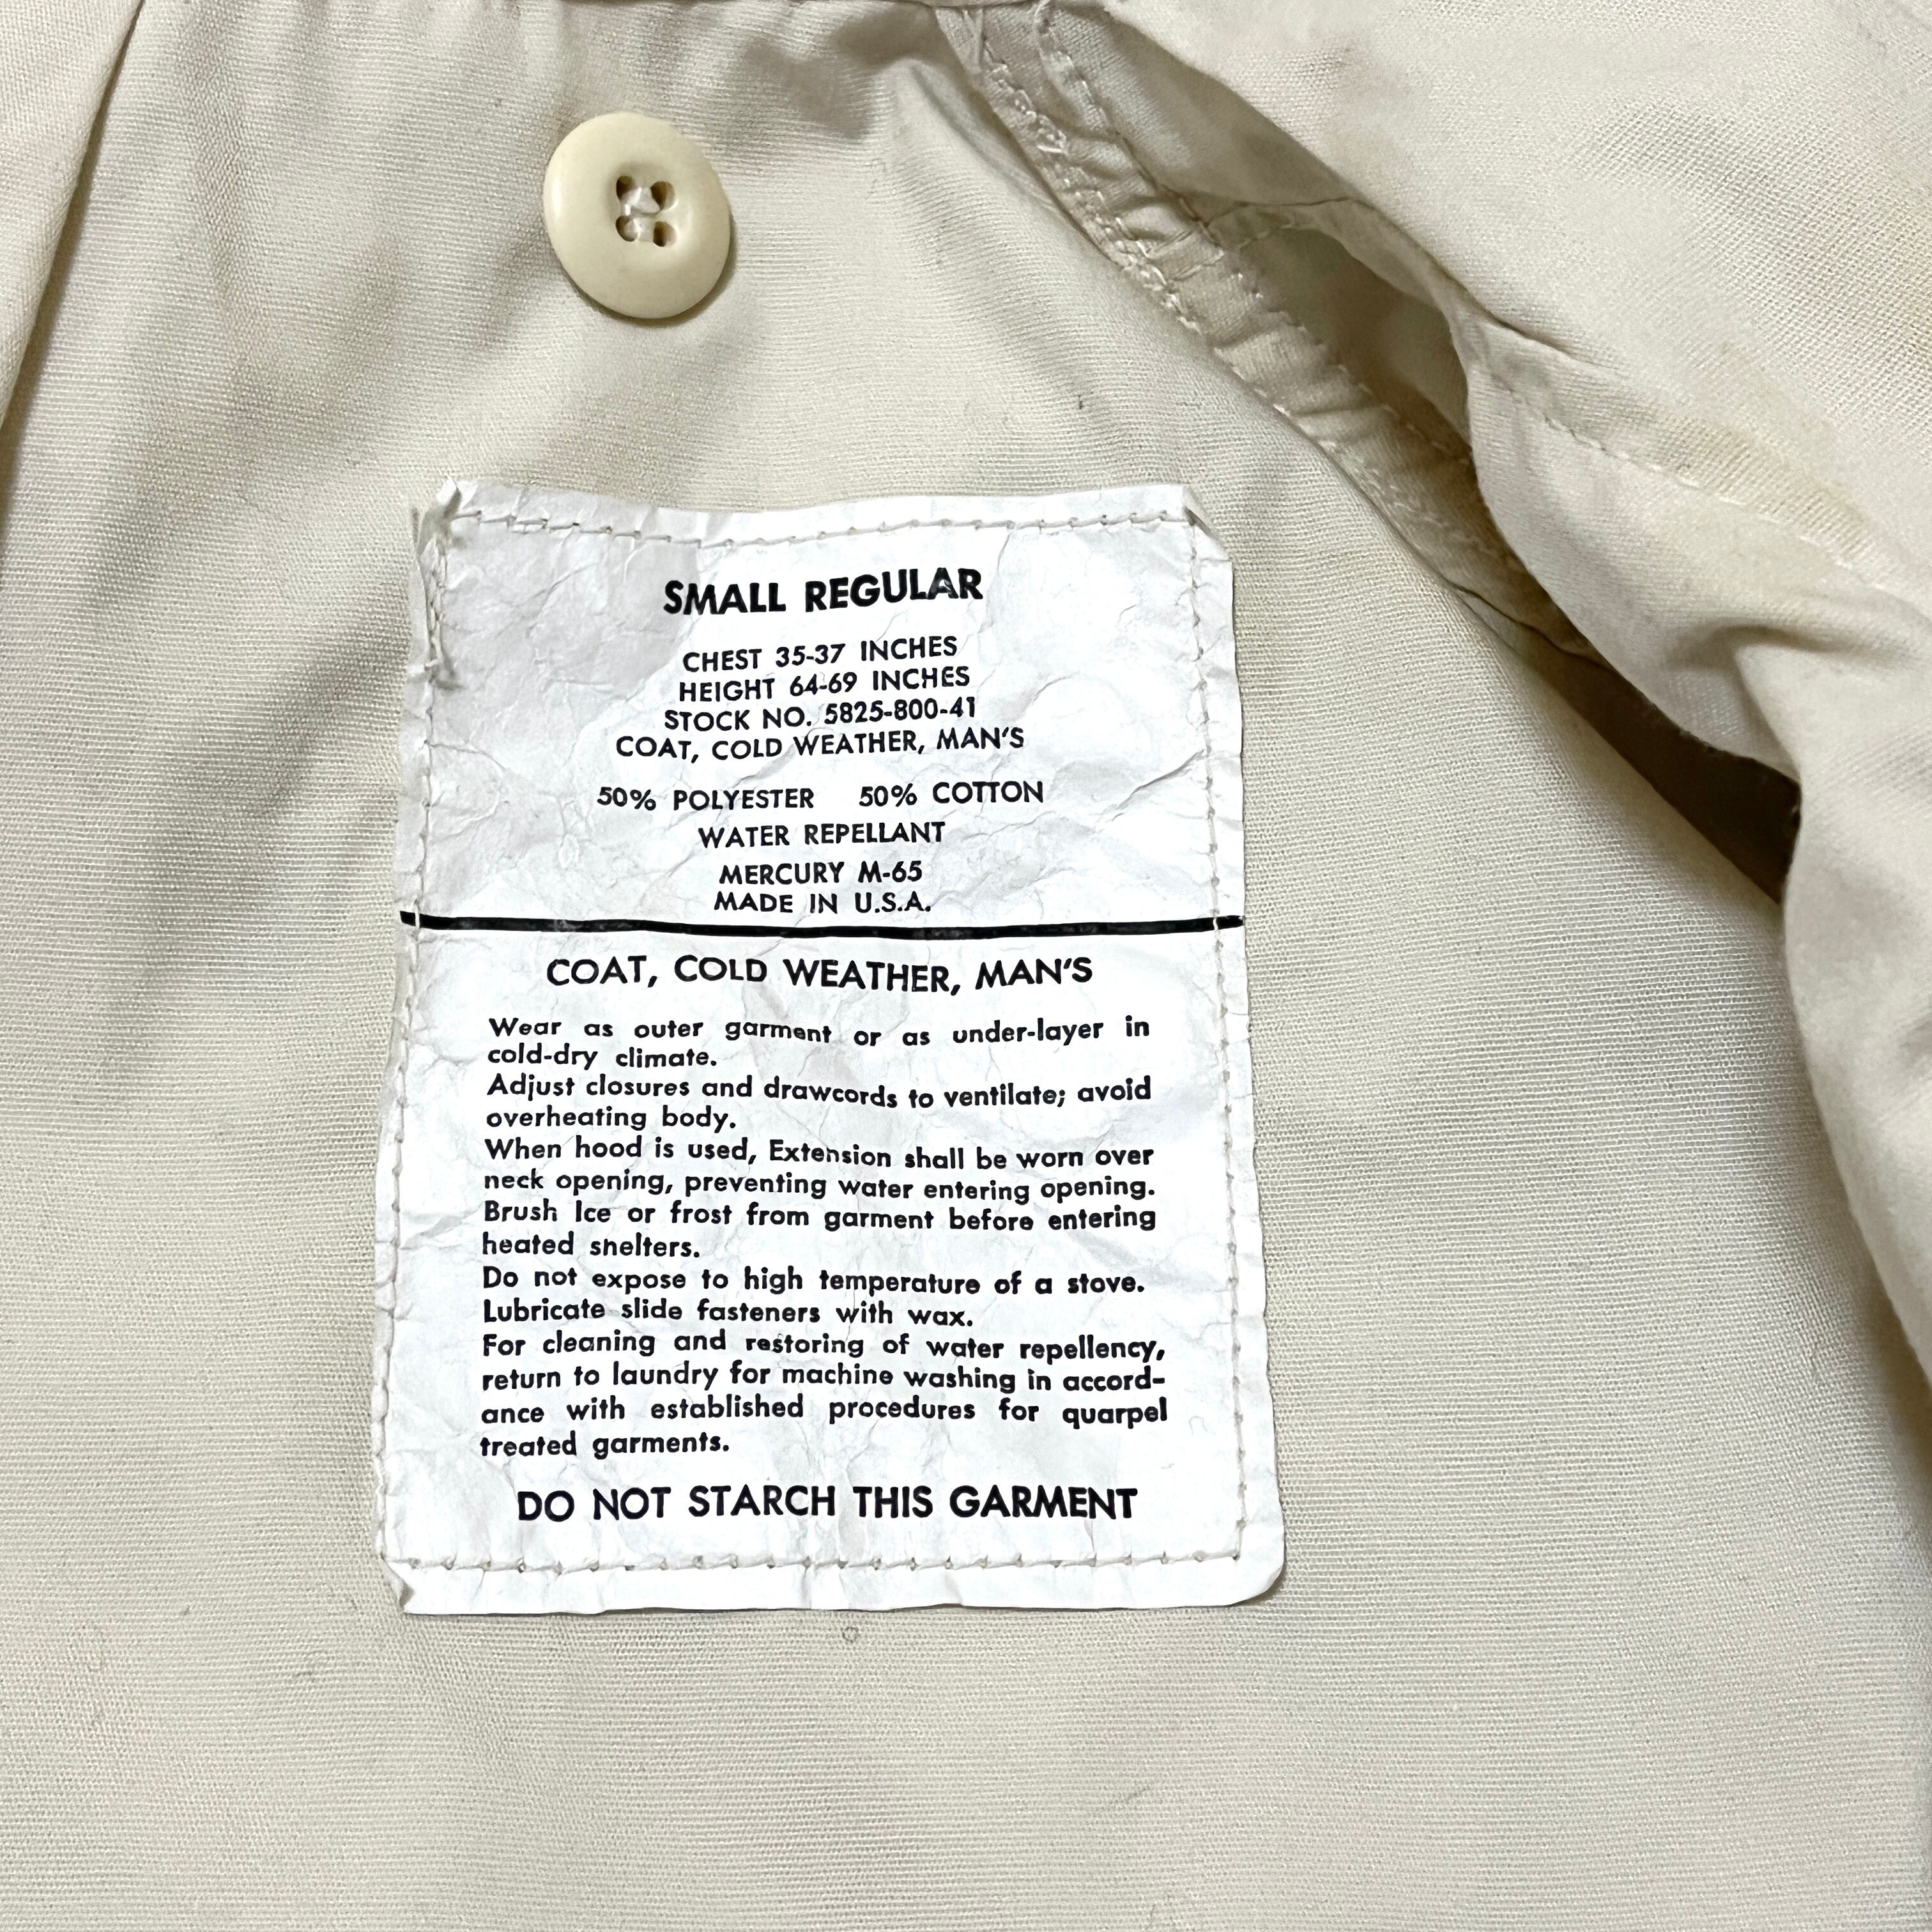 SMALL REGULAR
CHEST 35-37 INCHES
HEIGHT 64-69 INCHES
STOCK NO. 5825-800-41
COAT, COLD WEATHER, MAN'S
50% POLYESTER 50% COTTON
WATER REPELLANT
MERCURY M-65
MADE IN U.S.A.
COAT, COLD WEATHER, MAN'S
Wear as outer garment or as under-layer in
cold-dry climate.
Adjust closures and drawcords to ventilate; avoid
overheating body.
When hood is used, Extension shall be worn over
neck opening, preventing water entering opening.
Brush Ice or frost from garment before entering
heated shelters.
Do not expose to high temperature of a stove.
Lubricate slide fasteners with wax.
For cleaning and restoring of water repellency,
return to laundry for machine washing in accord-
ance with established procedures for quarpel
treated garments.
DO NOT STARCH THIS GARMENT